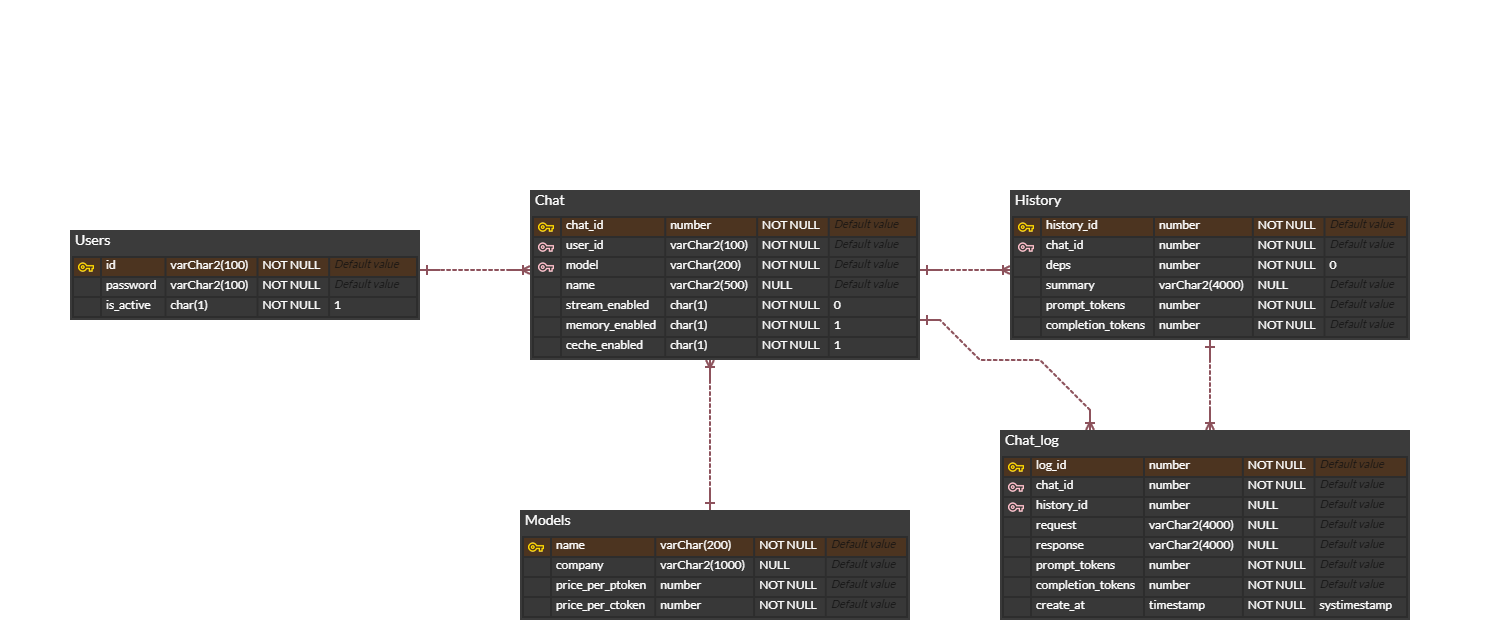 Users
id varChar2(100) NOT NULL Default value
password varChar2(100) NOT NULL Default value
is_active char(1) NOT NULL 1
Chat
chat_id number NOT NULL Default value
user_id varChar2(100) NOT NULL Default value
model varChar(200) NOT NULL Default value
name varChar2(500) NULL Default value
stream_enabled char(1) NOT NULL 0
memory_enabled char(1) NOT NULL 1
ceche_enabled char(1) NOT NULL 1
History
history_id number NOT NULL Default value
chat_id number NOT NULL Default value
deps number NOT NULL 0
summary varChar2(4000) NULL Default value
prompt_tokens number NOT NULL Default value
completion_tokens number NOT NULL Default value
Models
name varChar(200) NOT NULL Default value
company varChar2(1000) NULL Default value
price_per_ptoken number NOT NULL Default value
price_per_ctoken number NOT NULL Default value
Chat_log
log_id number NOT NULL Default value
chat_id number NOT NULL Default value
history_id number NULL Default value
request varChar2(4000) NULL Default value
response varChar2(4000) NULL Default value
prompt_tokens number NOT NULL Default value
completion_tokens number NOT NULL Default value
create_at timestamp NOT NULL systimestamp